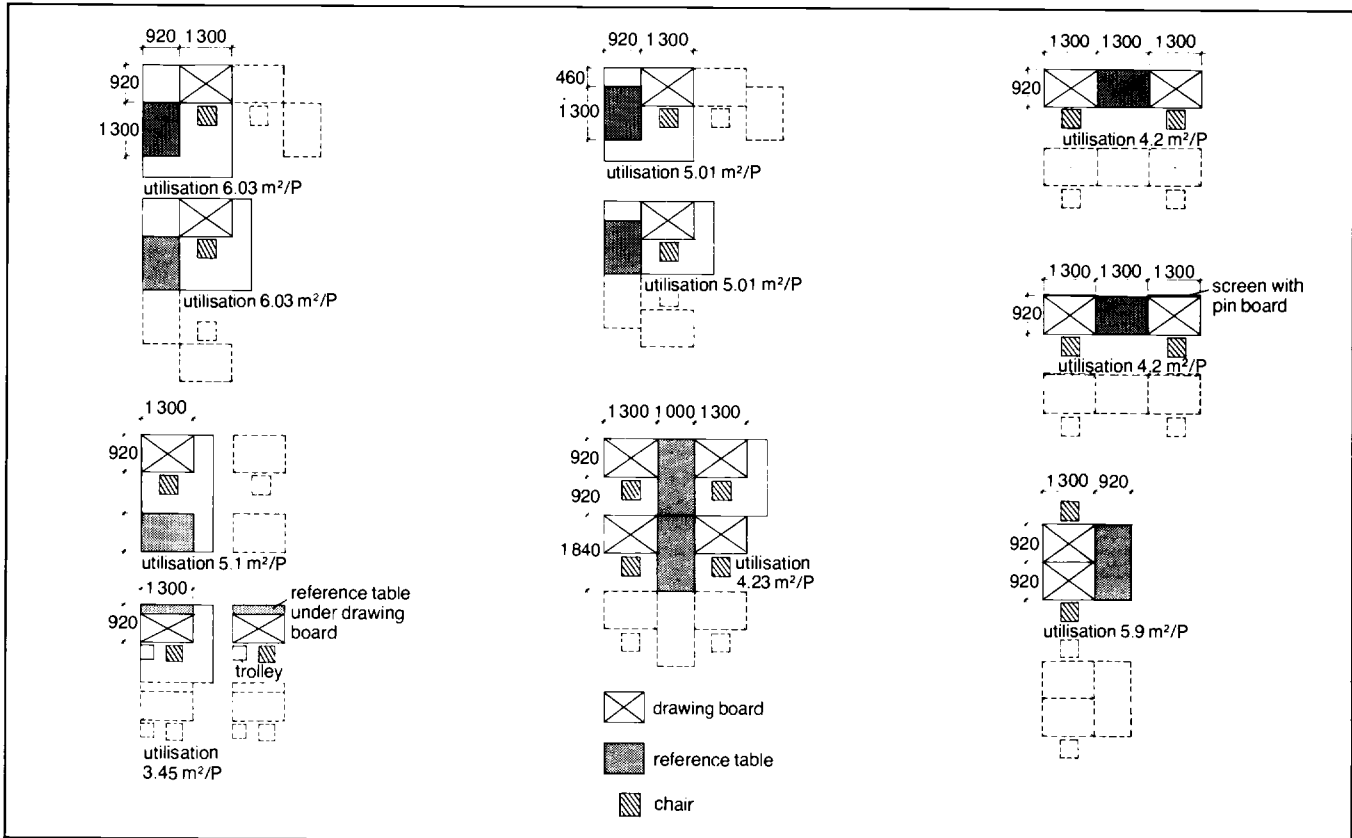 920 1300
920
1300
utilisation 6.03 m²/P
utilisation 6.03 m²/P
1300
920
utilisation 5.1 m²/P
1300
920
reference table
under drawing
board
trolley
utilisation
3.45 m²/P
920 1300
460
1300
utilisation 5.01 m²/P
utilisation 5.01 m²/P
1300 1000 1300
920
920
1840
utilisation
4.23 m²/P
drawing board
reference table
chair
1300 1300 1300
920
utilisation 4.2 m²/P
1300 1300 1300
screen with
pin board
920
utilisation 4.2 m²/P
1300 920
920
920
utilisation 5.9 m²/P